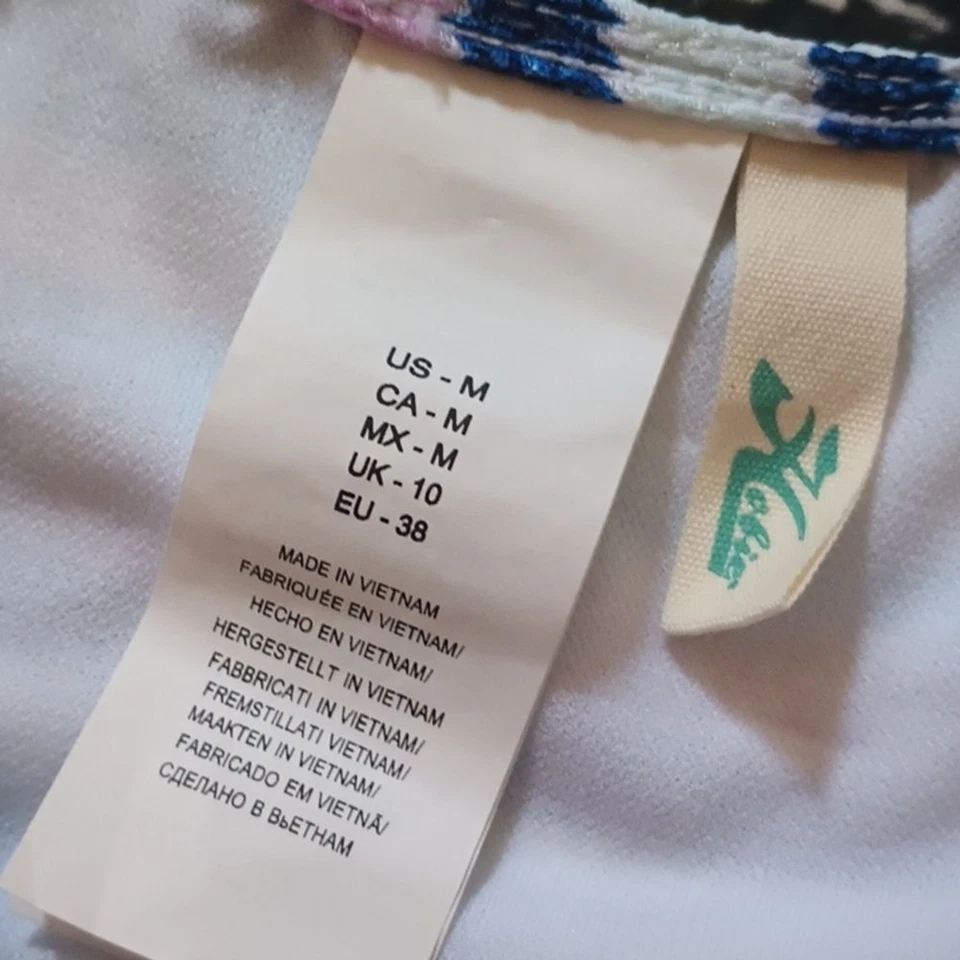 US - M
CA - M
MX - M
UK - 10
EU - 38
MADE IN VIETNAM
FABRIQUÉE EN VIETNAM/
HECHO EN VIETNAM/
HERGESTELLT IN VIETNAM
FABBRICATI IN VIETNAM/
FREMSTILLATI VIETNAM/
MAAKTEN IN VIETNAM/
FABRICADO EM VIETNÃ/
СДЕЛАНО В ВЬЕТНАМ
Hobie